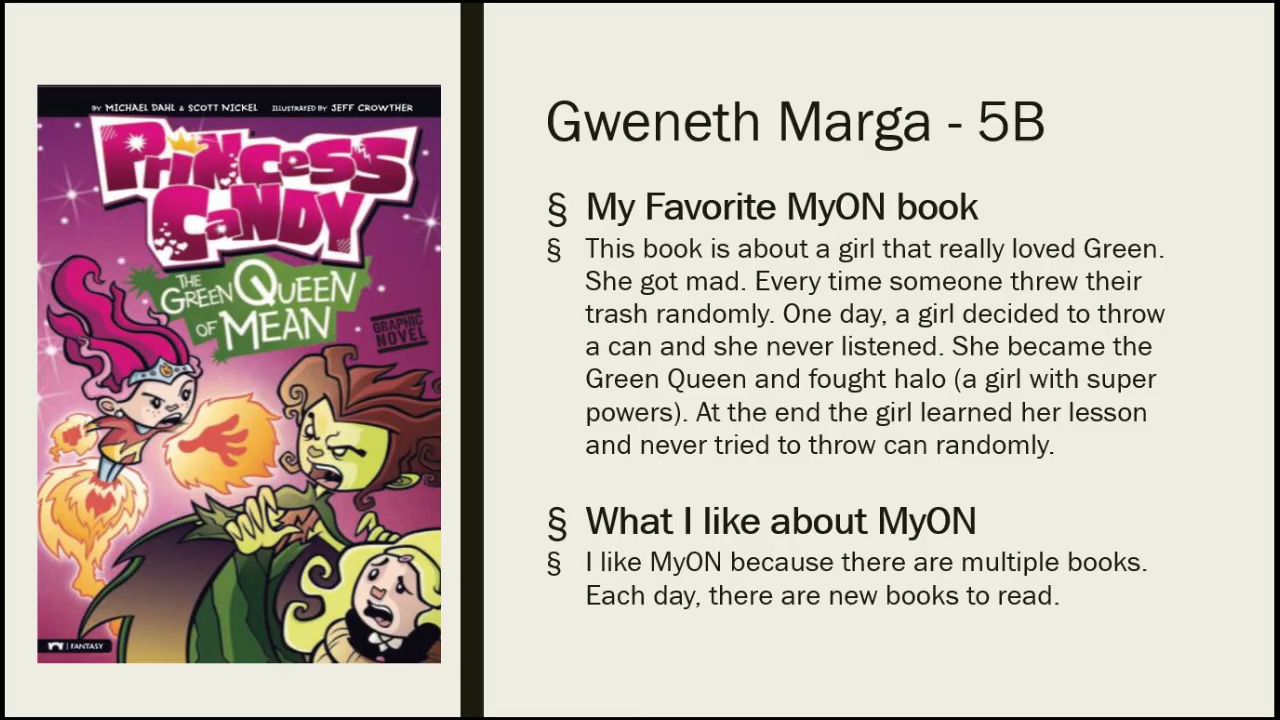 BY MICHAEL DAHL & SCOTT NICKEL ILLUSTRATED BY JEFF CROWTHER
PRINCESS
CANDY
THE
GREEN QUEEN
OF MEAN
GRAPHIC
NOVEL
FANTASY
Gweneth Marga - 5B
§ My Favorite MyON book
§ This book is about a girl that really loved Green.
She got mad. Every time someone threw their
trash randomly. One day, a girl decided to throw
a can and she never listened. She became the
Green Queen and fought halo (a girl with super
powers). At the end the girl learned her lesson
and never tried to throw can randomly.
§ What I like about MyON
§ I like MyON because there are multiple books.
Each day, there are new books to read.